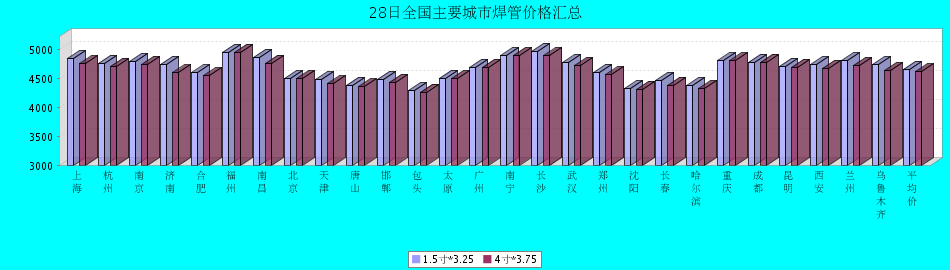 28日全国主要城市焊管价格汇总
5000
4500
4000
3500
3000
上海
杭州
南京
济南
合肥
福州
南昌
北京
天津
唐山
邯郸
包头
太原
广州
南宁
长沙
武汉
郑州
沈阳
长春
哈尔滨
重庆
成都
昆明
西安
兰州
乌鲁木齐
平均价
1.5寸*3.25
4寸*3.75